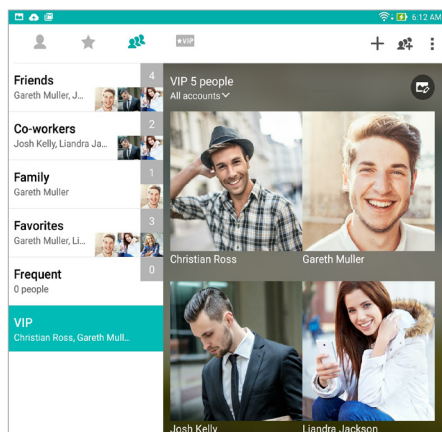 6:12 AM
VIP
Friends
4
Gareth Muller, J...
Co-workers
2
Josh Kelly, Liandra Ja...
Family
1
Gareth Muller
Favorites
3
Gareth Muller, Li...
Frequent
0
0 people
VIP
Christian Ross, Gareth Mull..
VIP 5 people
All accounts
Christian Ross
Gareth Muller
Josh Kelly
Liandra Jackson